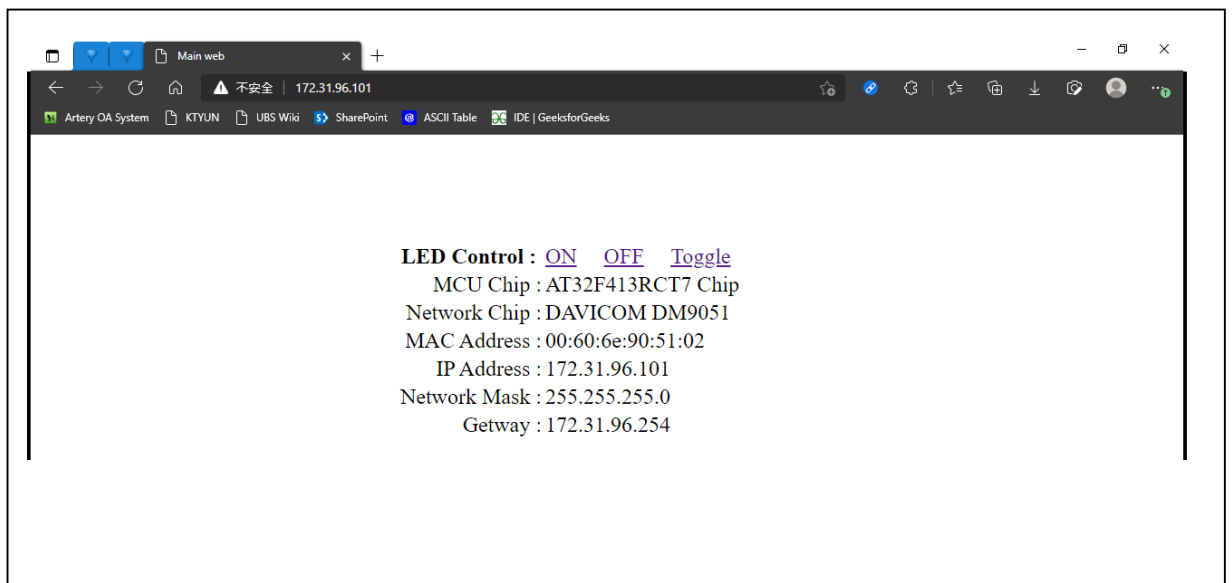 Main web
不安全 | 172.31.96.101
Artery OA System KTYUN UBS Wiki SharePoint ASCII Table IDE | GeeksforGeeks
LED Control : ON OFF Toggle
MCU Chip : AT32F413RCT7 Chip
Network Chip : DAVICOM DM9051
MAC Address : 00:60:6e:90:51:02
IP Address : 172.31.96.101
Network Mask : 255.255.255.0
Getway : 172.31.96.254